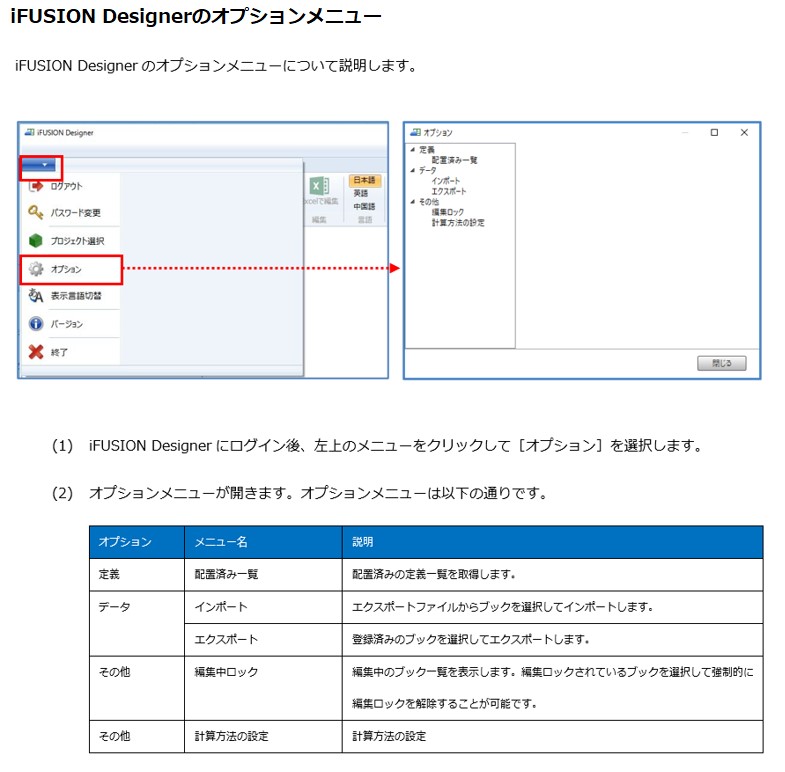 iFUSION Designerのオプションメニュー
iFUSION Designer のオプションメニューについて説明します。
iFUSION Designer
ログアウト
パスワード変更
プロジェクト選択
オプション
表示言語切替
バージョン
終了
xcelで編集
編集
日本語
英語
中国語
言語
オプション
定義
配置済み一覧
データ
インポート
エクスポート
その他
編集ロック
計算方法の設定
閉じる
(1) iFUSION Designer にログイン後、左上のメニューをクリックして［オプション］を選択します。
(2) オプションメニューが開きます。オプションメニューは以下の通りです。
オプション メニュー名 説明
定義 配置済み一覧 配置済みの定義一覧を取得します。
データ インポート エクスポートファイルからブックを選択してインポートします。
エクスポート 登録済みのブックを選択してエクスポートします。
その他 編集中ロック 編集中のブック一覧を表示します。編集ロックされているブックを選択して強制的に
編集ロックを解除することが可能です。
その他 計算方法の設定 計算方法の設定